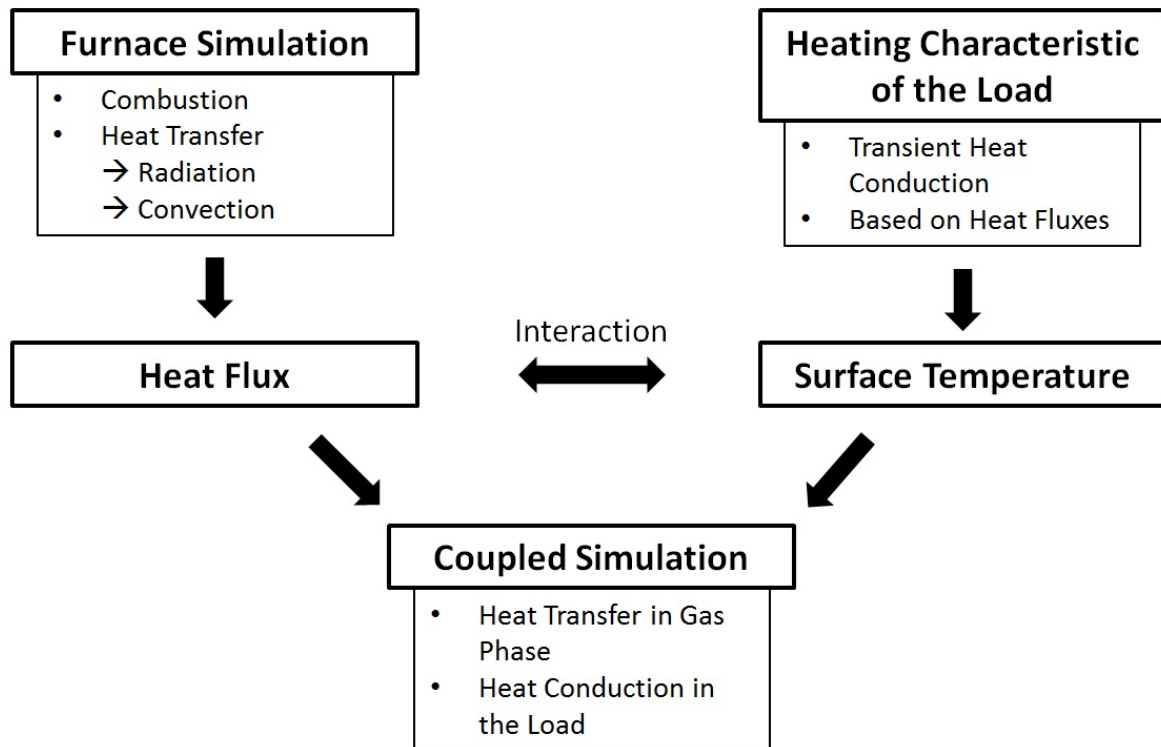 Furnace Simulation
• Combustion
• Heat Transfer
→ Radiation
→ Convection
Heating Characteristic
of the Load
• Transient Heat
Conduction
• Based on Heat Fluxes
Heat Flux
Interaction
Surface Temperature
Coupled Simulation
• Heat Transfer in Gas
Phase
• Heat Conduction in
the Load